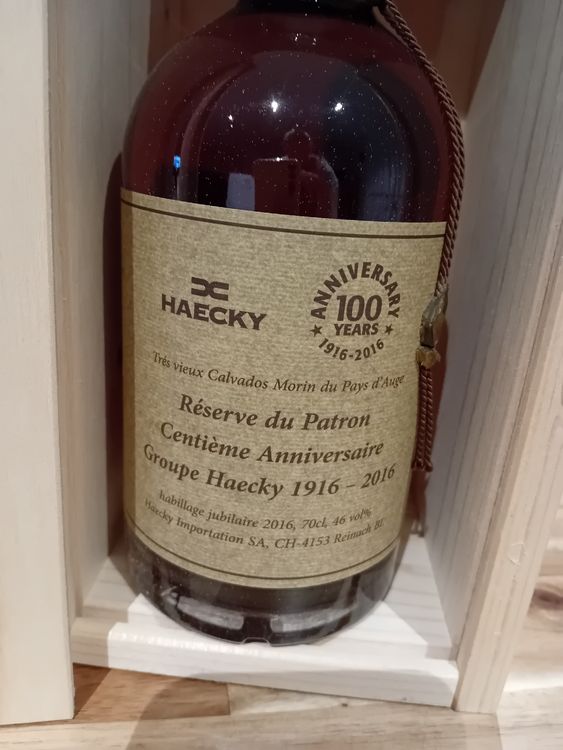 HAECKY
ANNIVERSARY
100
YEARS
1916-2016
Trés vieux Calvados Morin du Pays d'Auge
Réserve du Patron
Centième Anniversaire
Groupe Haecky 1916 – 2016
habillage jubilaire 2016, 70cl, 46 vol%
Haecky Importation SA, CH-4153 Reinach BL